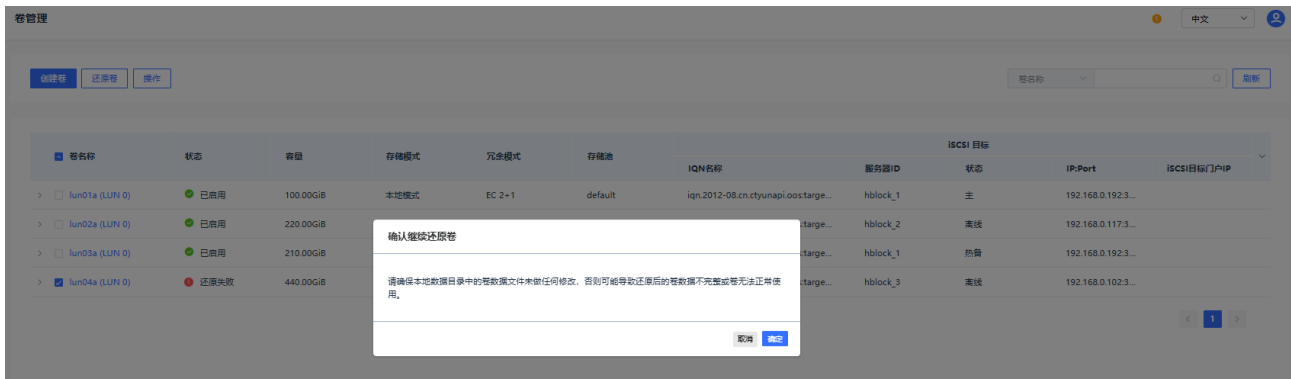 卷管理
中文
创建卷 还原卷 操作
卷名称 刷新
卷名称 状态 容量 存储模式 冗余模式 存储池 iSCSI 目标
IQN名称 服务器ID 状态 IP:Port iSCSI目标门户IP
lun01a (LUN 0) 已启用 100.00GiB 本地模式 EC 2+1 default iqn.2012-08.cn.ctyunapi.oos:targe... hblock_1 主 192.168.0.192:3...
lun02a (LUN 0) 已启用 220.00GiB :targe... hblock_2 离线 192.168.0.117:3...
lun03a (LUN 0) 已启用 210.00GiB :targe... hblock_1 热备 192.168.0.192:3...
lun04a (LUN 0) 还原失败 440.00GiB :targe... hblock_3 离线 192.168.0.102:3...
确认继续还原卷
请确保本地数据目录中的卷数据文件未做任何修改，否则可能导致还原后的卷数据不完整或卷无法正常使
用。
取消 确定
1